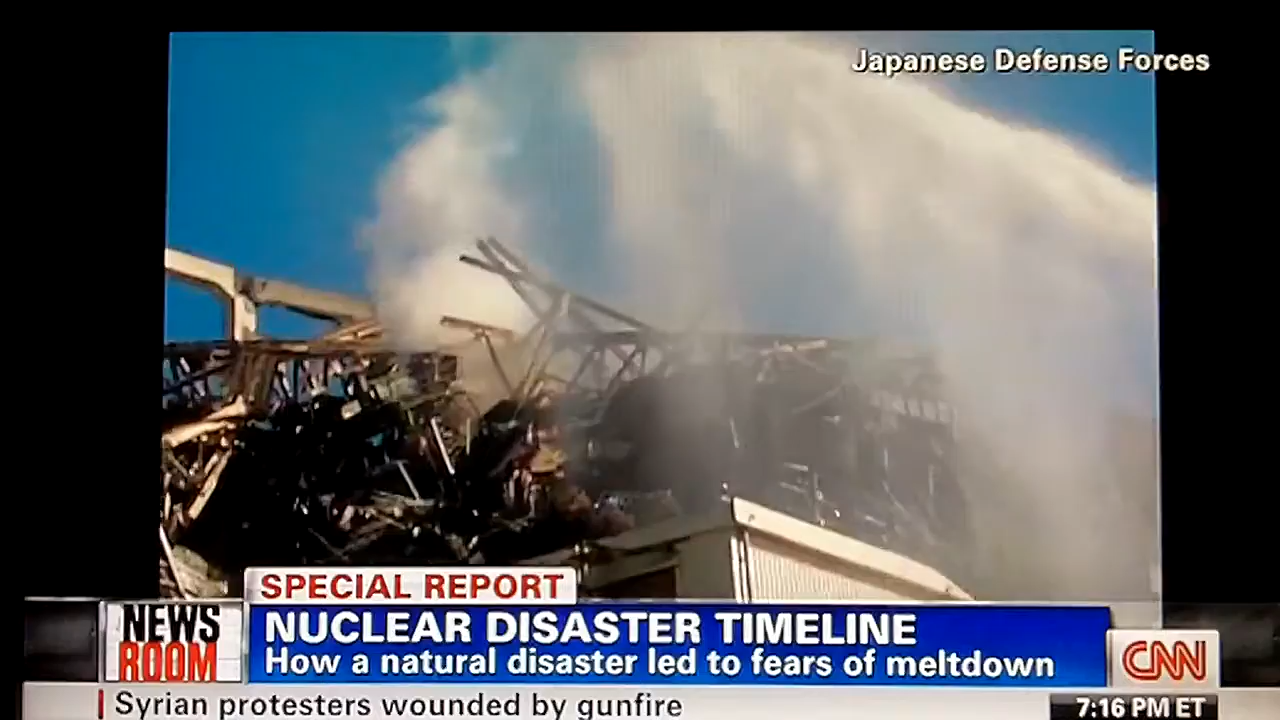 Japanese Defense Forces
SPECIAL REPORT
NEWS
ROOM
NUCLEAR DISASTER TIMELINE
How a natural disaster led to fears of meltdown
CNN
Syrian protesters wounded by gunfire
7:16 PM ET